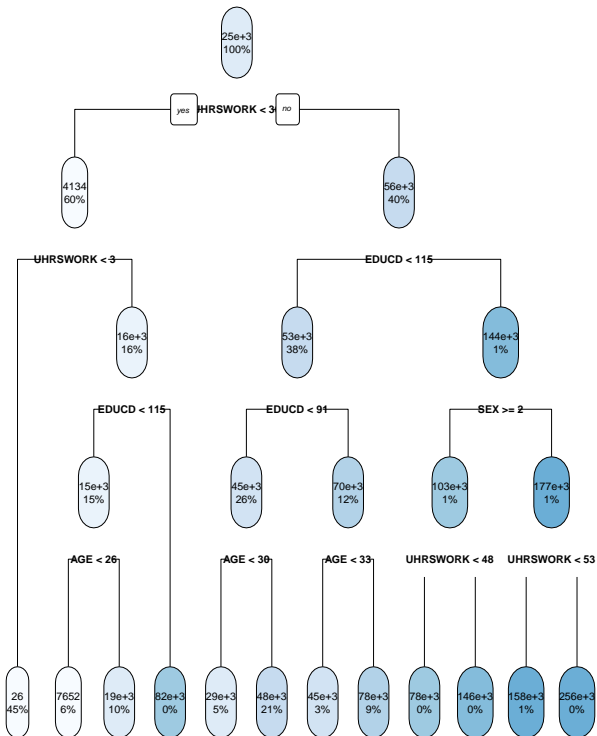 25e+3
100%
yes
UHRSWORK < 3
no
4134
60%
56e+3
40%
UHRSWORK < 3
EDUCD < 115
16e+3
16%
53e+3
38%
144e+3
1%
EDUCD < 115
EDUCD < 91
SEX >= 2
15e+3
15%
45e+3
26%
70e+3
12%
103e+3
1%
177e+3
1%
AGE < 26
AGE < 30
AGE < 33
UHRSWORK < 48
UHRSWORK < 53
26
45%
7652
6%
19e+3
10%
82e+3
0%
29e+3
5%
48e+3
21%
45e+3
3%
78e+3
9%
78e+3
0%
146e+3
0%
158e+3
1%
256e+3
0%